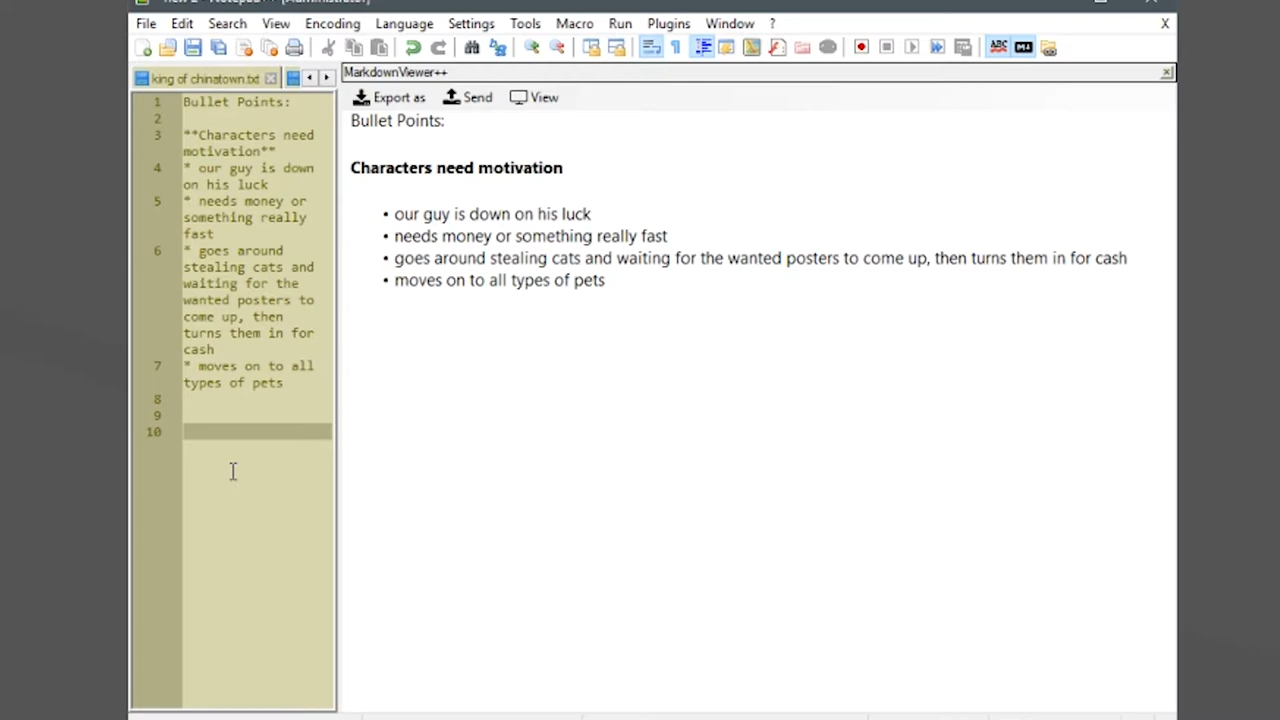 File Edit Search View Encoding Language Settings Tools Macro Run Plugins Window ? X
king of chinatown.txt
MarkdownViewer++
Export as Send View
1 Bullet Points:
2
3 **Characters need
motivation**
4 * our guy is down
on his luck
5 * needs money or
something really
fast
6 * goes around
stealing cats and
waiting for the
wanted posters to
come up, then
turns them in for
cash
7 * moves on to all
types of pets
8
9
10
Bullet Points:
Characters need motivation
• our guy is down on his luck
• needs money or something really fast
• goes around stealing cats and waiting for the wanted posters to come up, then turns them in for cash
• moves on to all types of pets